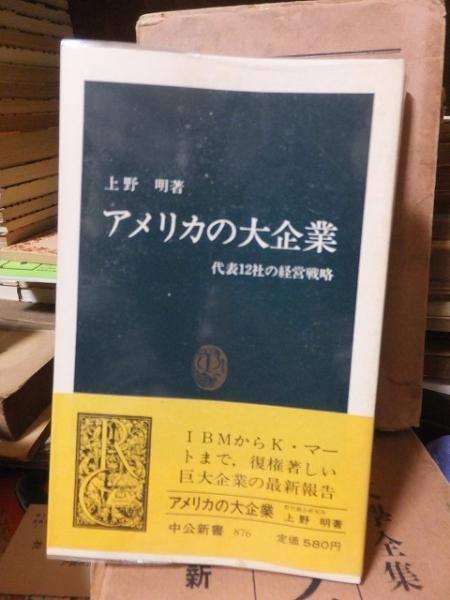 上野 明著
アメリカの大企業
代表12社の経営戦略
IBMからK・マー
トまで，復権著しい
巨大企業の最新報告
アメリカの大企業
上野 明著
中公新書 876
定価 580円
学全集
新